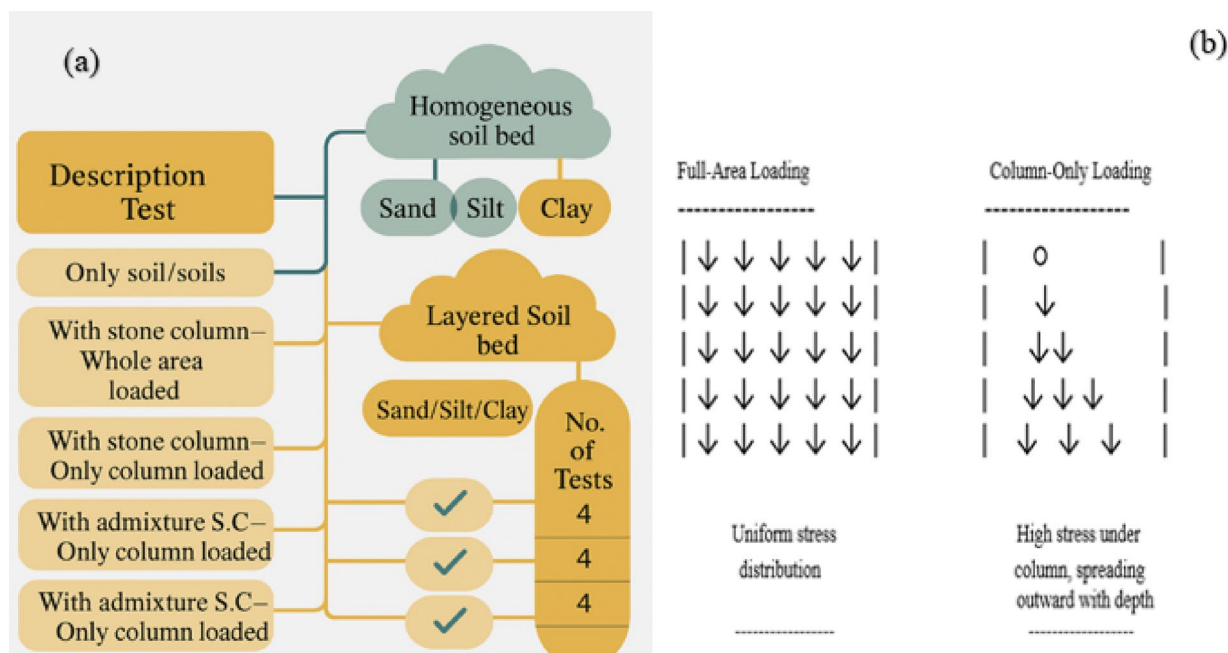 (a)
Description
Test
Only soil/soils
With stone column–
Whole area
loaded
With stone column–
Only column loaded
With admixture S.C–
Only column loaded
With admixture S.C–
Only column loaded
Homogeneous
soil bed
Sand
Silt
Clay
Layered Soil
bed
Sand/Silt/Clay
No.
of
Tests
4
4
4
(b)
Full-Area Loading
------------------
| ↓ ↓ ↓ ↓ ↓ |
| ↓ ↓ ↓ ↓ ↓ |
| ↓ ↓ ↓ ↓ ↓ |
| ↓ ↓ ↓ ↓ ↓ |
| ↓ ↓ ↓ ↓ ↓ |
Uniform stress
distribution
------------------
Column-Only Loading
------------------
| o |
| ↓ |
| ↓ ↓ |
| ↓ ↓ ↓ |
| ↓ ↓ ↓ |
High stress under
column, spreading
outward with depth
------------------